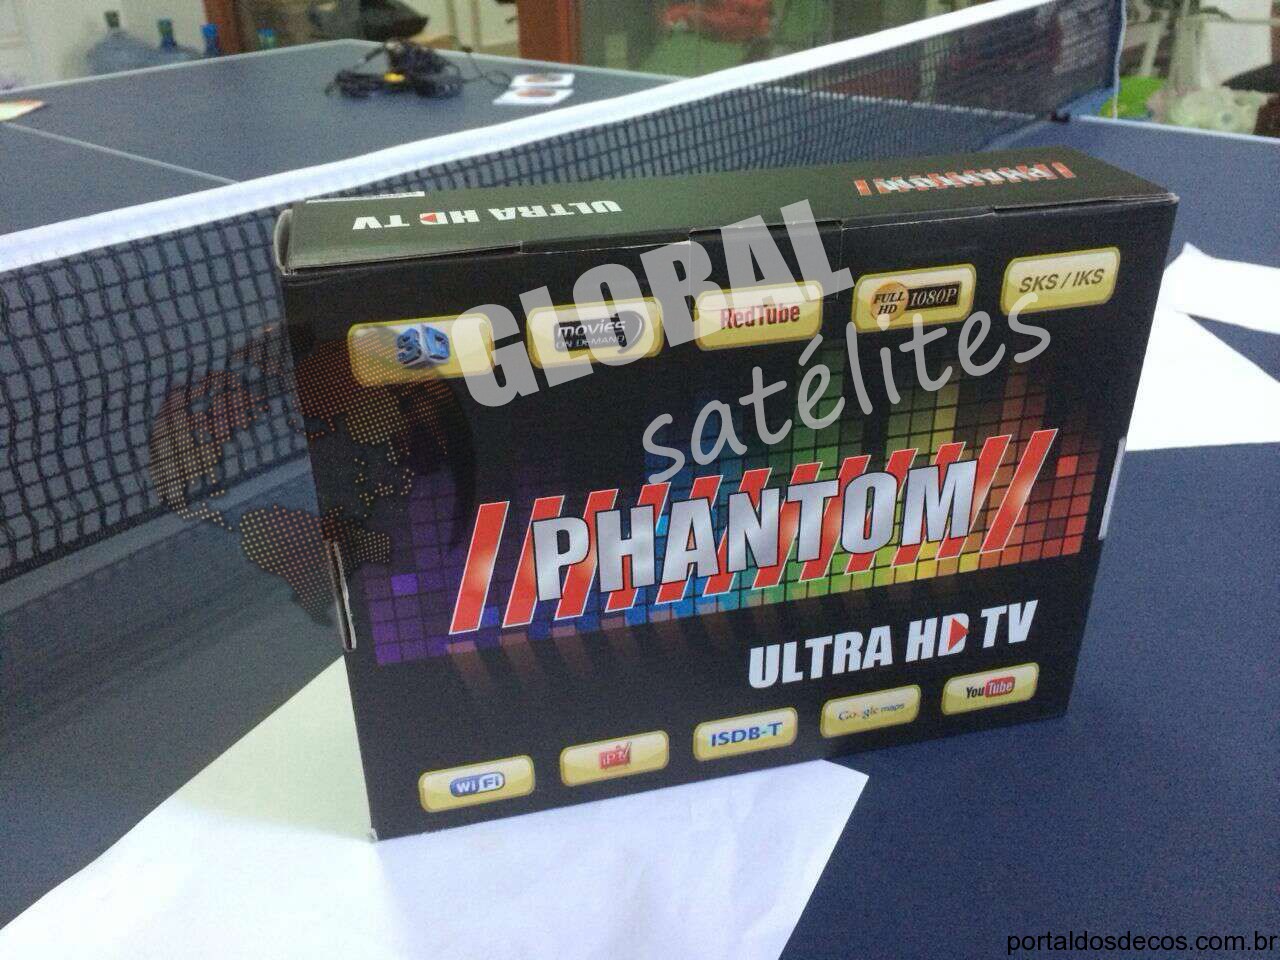 ULTRA HD TV
PHANTOM
GLOBAL
satélites
3D
movies
ON DEMAND
RedTube
FULL
HD
1080P
SKS / IKS
PHANTOM
ULTRA HD TV
WiFi
iPTV
ISDB-T
Google maps
YouTube
portaldosdecos.com.br